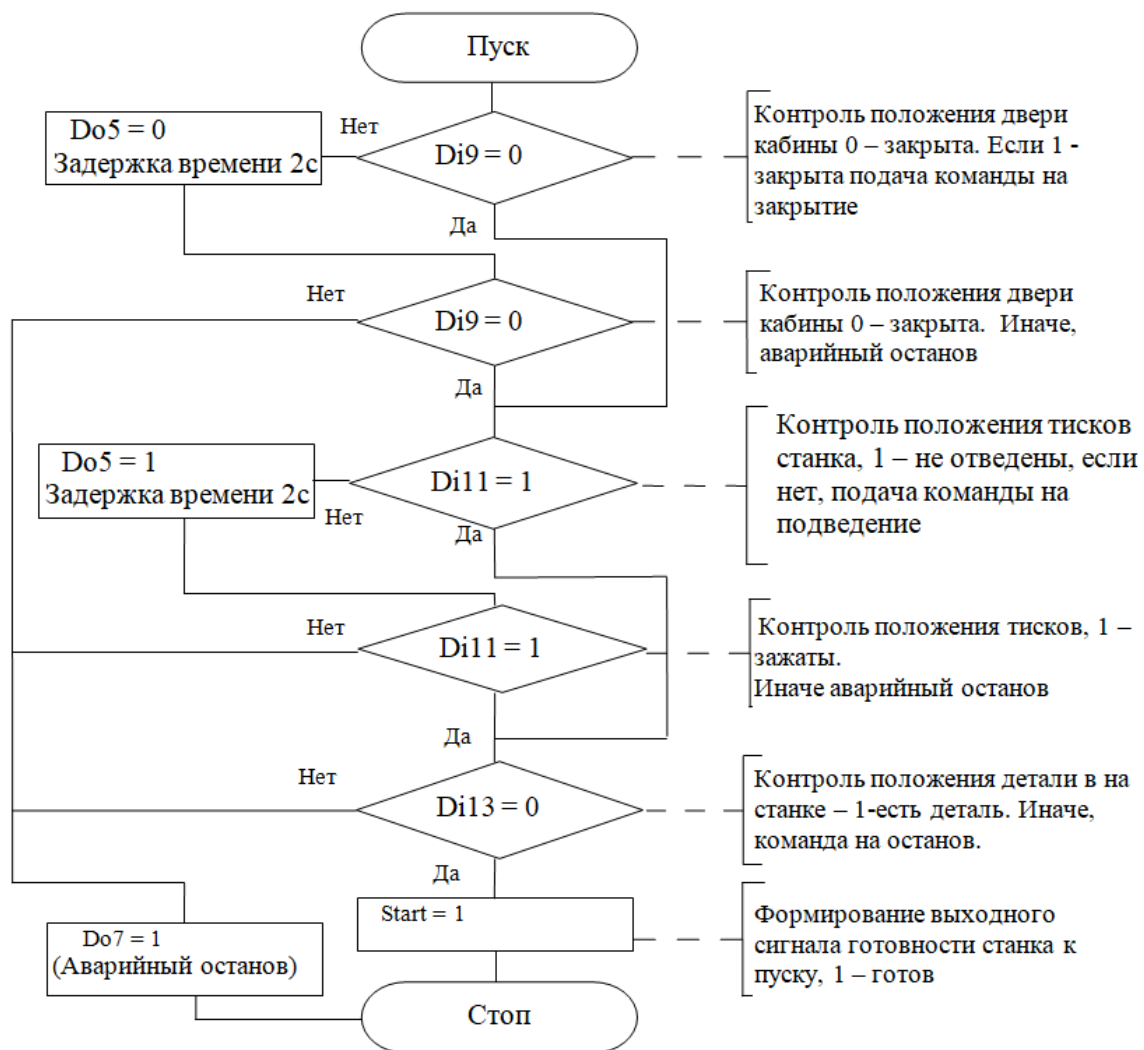 Пуск
Do5 = 0
Задержка времени 2с
Нет
Di9 = 0
Да
Контроль положения двери
кабины 0 – закрыта. Если 1 -
закрыта подача команды на
закрытие
Нет
Di9 = 0
Да
Контроль положения двери
кабины 0 – закрыта. Иначе,
аварийный останов
Do5 = 1
Задержка времени 2с
Нет
Di11 = 1
Да
Контроль положения тисков
станка, 1 – не отведены, если
нет, подача команды на
подведение
Нет
Di11 = 1
Да
Контроль положения тисков, 1 –
зажаты.
Иначе аварийный останов
Нет
Di13 = 0
Да
Контроль положения детали в на
станке – 1-есть деталь. Иначе,
команда на останов.
Do7 = 1
(Аварийный останов)
Start = 1
Формирование выходного
сигнала готовности станка к
пуску, 1 – готов
Стоп